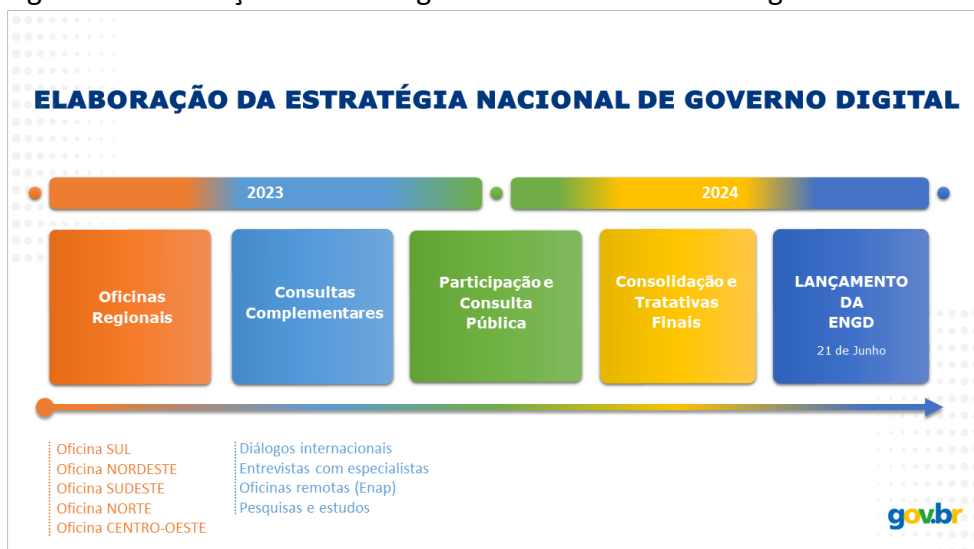 ELABORAÇÃO DA ESTRATÉGIA NACIONAL DE GOVERNO DIGITAL
2023
2024
Oficinas
Regionais
Consultas
Complementares
Participação e
Consulta
Pública
Consolidação e
Tratativas
Finais
LANÇAMENTO
DA
ENGD
21 de Junho
Oficina SUL
Oficina NORDESTE
Oficina SUDESTE
Oficina NORTE
Oficina CENTRO-OESTE
Diálogos internacionais
Entrevistas com especialistas
Oficinas remotas (Enap)
Pesquisas e estudos
gov.br